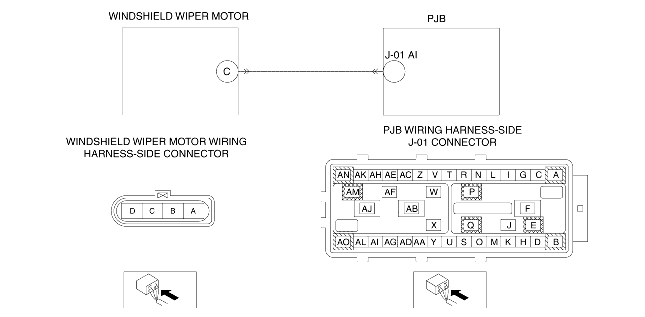 WINDSHIELD WIPER MOTOR
PJB
J-01 AI
C
WINDSHIELD WIPER MOTOR WIRING
HARNESS-SIDE CONNECTOR
PJB WIRING HARNESS-SIDE
J-01 CONNECTOR
D C B A
AN AK AH AE AC Z V T R N L I G C A
AM AF W P
AJ AB F
X Q J E
AO AL AI AG AD AA Y U S O M K H D B